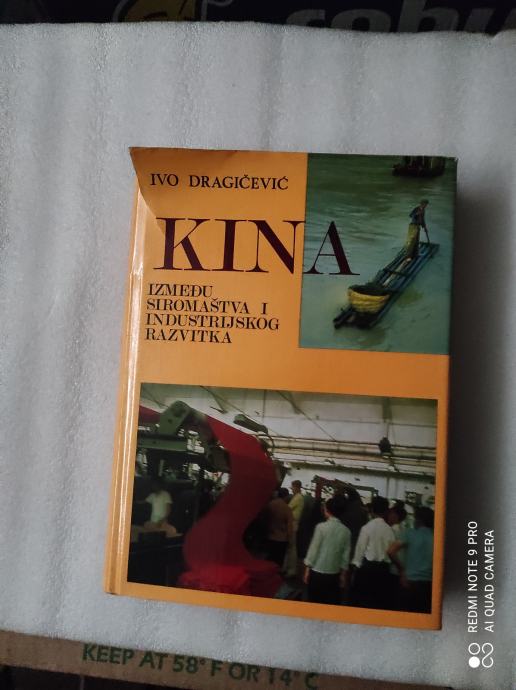 IVO DRAGIČEVIĆ
KINA
IZMEĐU
SIROMAŠTVA I
INDUSTRIJSKOG
RAZVITKA
KEEP AT 58° F OR 14° C
REDMI NOTE 9 PRO
AI QUAD CAMERA